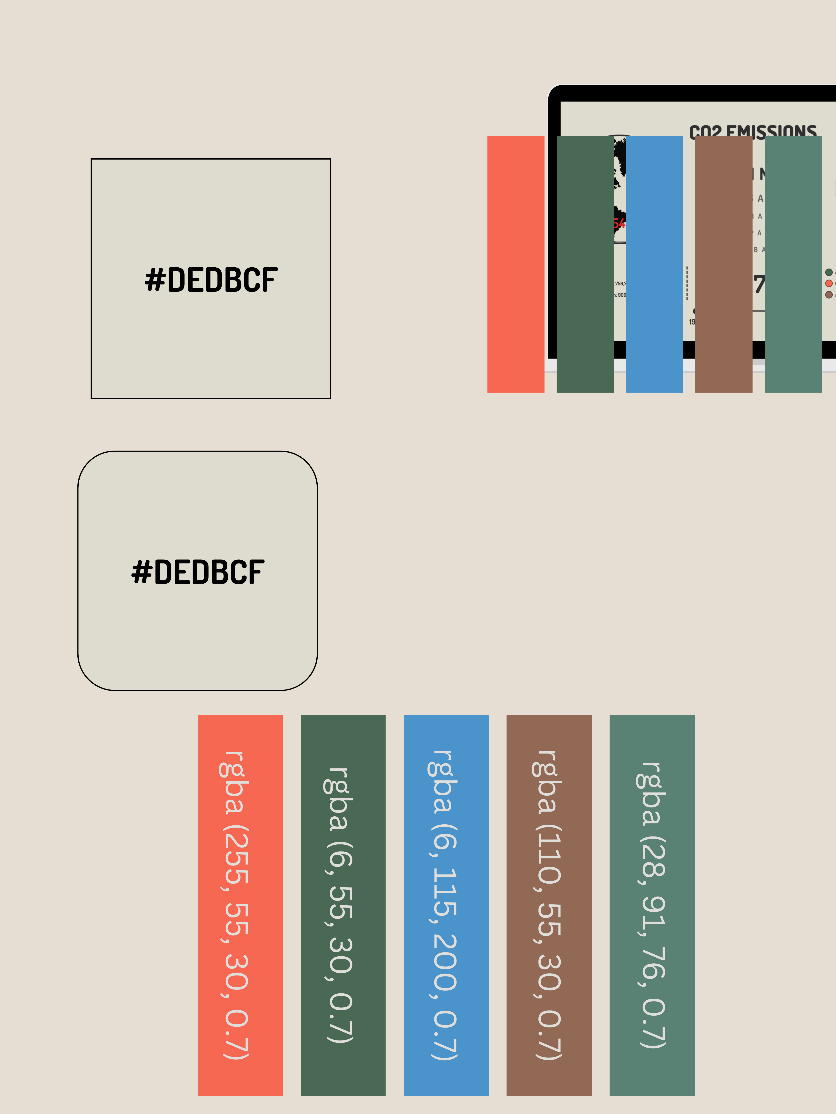 CO2 EMISSIONS
#DEDBCF
#DEDBCF
rgba (255, 55, 30, 0.7)
rgba (6, 55, 30, 0.7)
rgba (6, 115, 200, 0.7)
rgba (110, 55, 30, 0.7)
rgba (28, 91, 76, 0.7)